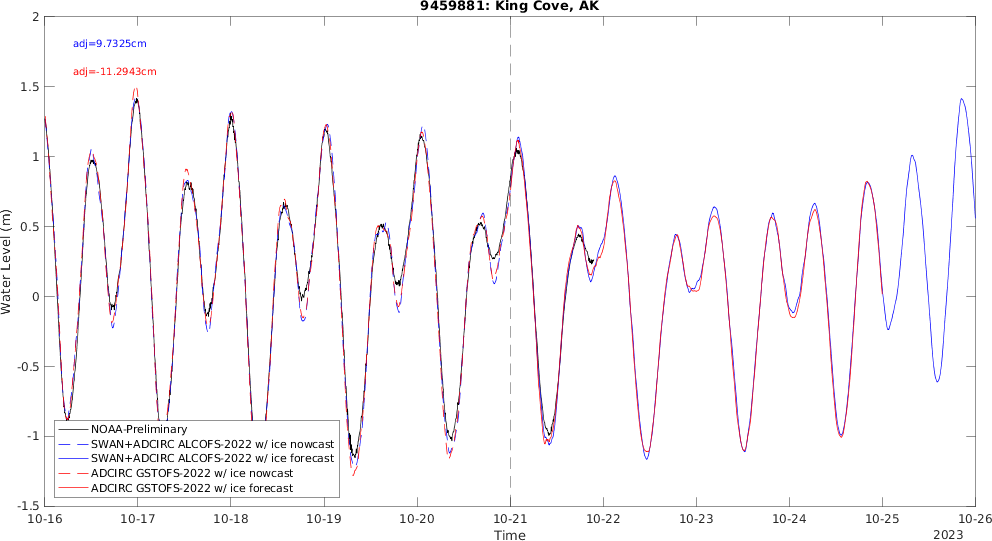 9459881: King Cove, AK
adj=9.7325cm
adj=-11.2943cm
Water Level (m)
2
1.5
1
0.5
0
-0.5
-1
-1.5
NOAA-Preliminary
SWAN+ADCIRC ALCOFS-2022 w/ ice nowcast
SWAN+ADCIRC ALCOFS-2022 w/ ice forecast
ADCIRC GSTOFS-2022 w/ ice nowcast
ADCIRC GSTOFS-2022 w/ ice forecast
10-16 10-17 10-18 10-19 10-20 10-21 10-22 10-23 10-24 10-25 10-26
Time
2023